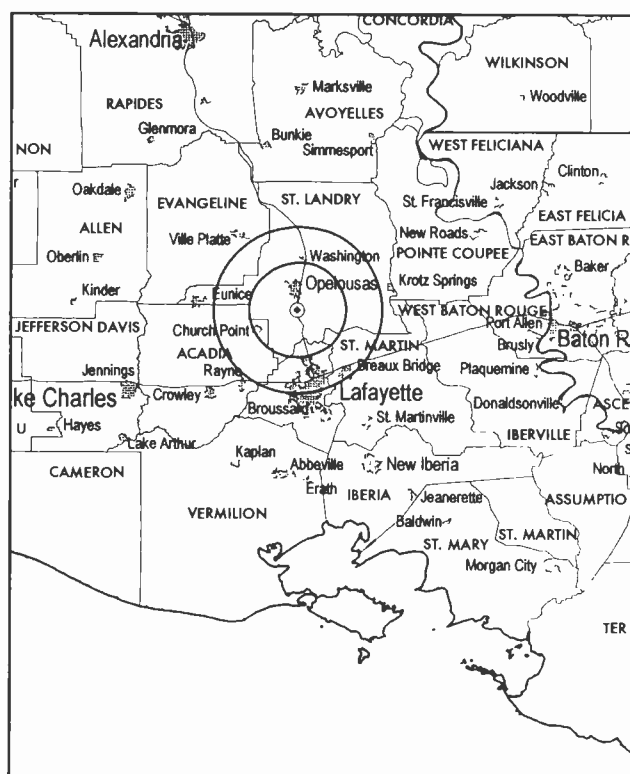 CONCORDIA
Alexandria
WILKINSON
Marksville
Woodville
RAPIDES
AVOYELLES
Glenmora
Bunkie
Simmesport
NON
WEST FELICIANA
Clinton
Jackson
Oakdale
EVANGELINE
ST. LANDRY
St. Francisville
ALLEN
EAST FELICIA
Ville Platte
New Roads
EAST BATON R
POINTE COUPEE
Oberlin
Washington
Baker
Opelousas
Krotz Springs
Kinder
Eunice
WEST BATON ROUGE
JEFFERSON DAVIS
Church Point
Port Allen
Baton R
ST. MARTIN
Brusly
ACADIA
Jennings
Rayne
Breaux Bridge
Plaquemine
ke Charles
Crowley
Lafayette
Donaldsonville
ASCE
Broussard
St. Martinville
U
Hayes
IBERVILLE
So
Lake Arthur
S
Kaplan
Abbeville
New Iberia
North
CAMERON
Erath
IBERIA
Jeanerette
ASSUMPTIO
VERMILION
Baldwin
ST. MARTIN
ST. MARY
Morgan City
TER